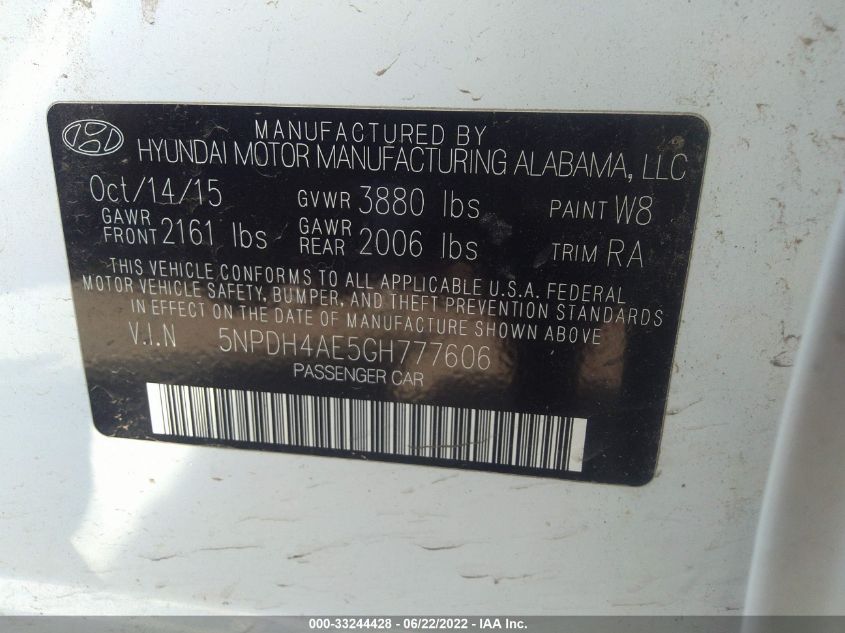 MANUFACTURED BY
HYUNDAI MOTOR MANUFACTURING ALABAMA, LLC
Oct/14/15 GVWR 3880 lbs PAINT W8
GAWR FRONT 2161 lbs GAWR REAR 2006 lbs TRIM RA
THIS VEHICLE CONFORMS TO ALL APPLICABLE U.S.A. FEDERAL
MOTOR VEHICLE SAFETY, BUMPER, AND THEFT PREVENTION STANDARDS
IN EFFECT ON THE DATE OF MANUFACTURE SHOWN ABOVE
V.I.N 5NPDH4AE5GH777606
PASSENGER CAR
000-33244428 - 06/22/2022 - IAA Inc.